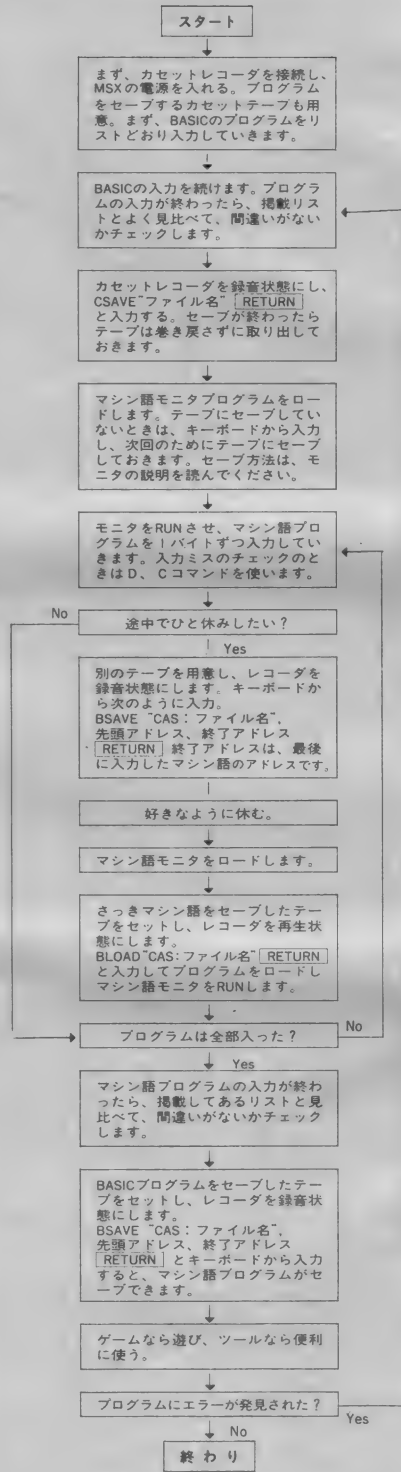 スタート
まず、カセットレコーダを接続し、
MSXの電源を入れる。プログラム
をセーブするカセットテープも用
意。まず、BASICのプログラムをリ
ストどおり入力していきます。
BASICの入力を続けます。プログラ
ムの入力が終わったら、掲載リス
トとよく見比べて、間違いがない
かチェックします。
カセットレコーダを録音状態にし、
CSAVE"ファイル名" RETURN
と入力する。セーブが終わったら
テープは巻き戻さずに取り出して
おきます。
マシン語モニタプログラムをロー
ドします。テープにセーブしてい
ないときは、キーボードから入力
し、次回のためにテープにセーブ
しておきます。セーブ方法は、モ
ニタの説明を読んでください。
モニタをRUNさせ、マシン語プロ
グラムを1バイトずつ入力してい
きます。入力ミスのチェックのと
きはD、Cコマンドを使います。
No
途中でひと休みしたい?
Yes
別のテープを用意し、レコーダを
録音状態にします。キーボードか
ら次のように入力。
BSAVE "CAS:ファイル名",
先頭アドレス、終了アドレス
RETURN 終了アドレスは、最後
に入力したマシン語のアドレスです。
好きなように休む。
マシン語モニタをロードします。
さっきマシン語をセーブしたテー
プをセットし、レコーダを再生状
態にします。
BLOAD"CAS:ファイル名" RETURN
と入力してプログラムをロードし
マシン語モニタをRUNします。
プログラムは全部入った?
No
Yes
マシン語プログラムの入力が終わ
ったら、掲載してあるリストと見
比べて、間違いがないかチェック
します。
BASICプログラムをセーブしたテー
プをセットし、レコーダを録音状
態にします。
BSAVE "CAS:ファイル名",
先頭アドレス、終了アドレス
RETURN とキーボードから入力
すると、マシン語プログラムがセ
ーブできます。
ゲームなら遊び、ツールなら便利
に使う。
プログラムにエラーが発見された?
Yes
No
終わり